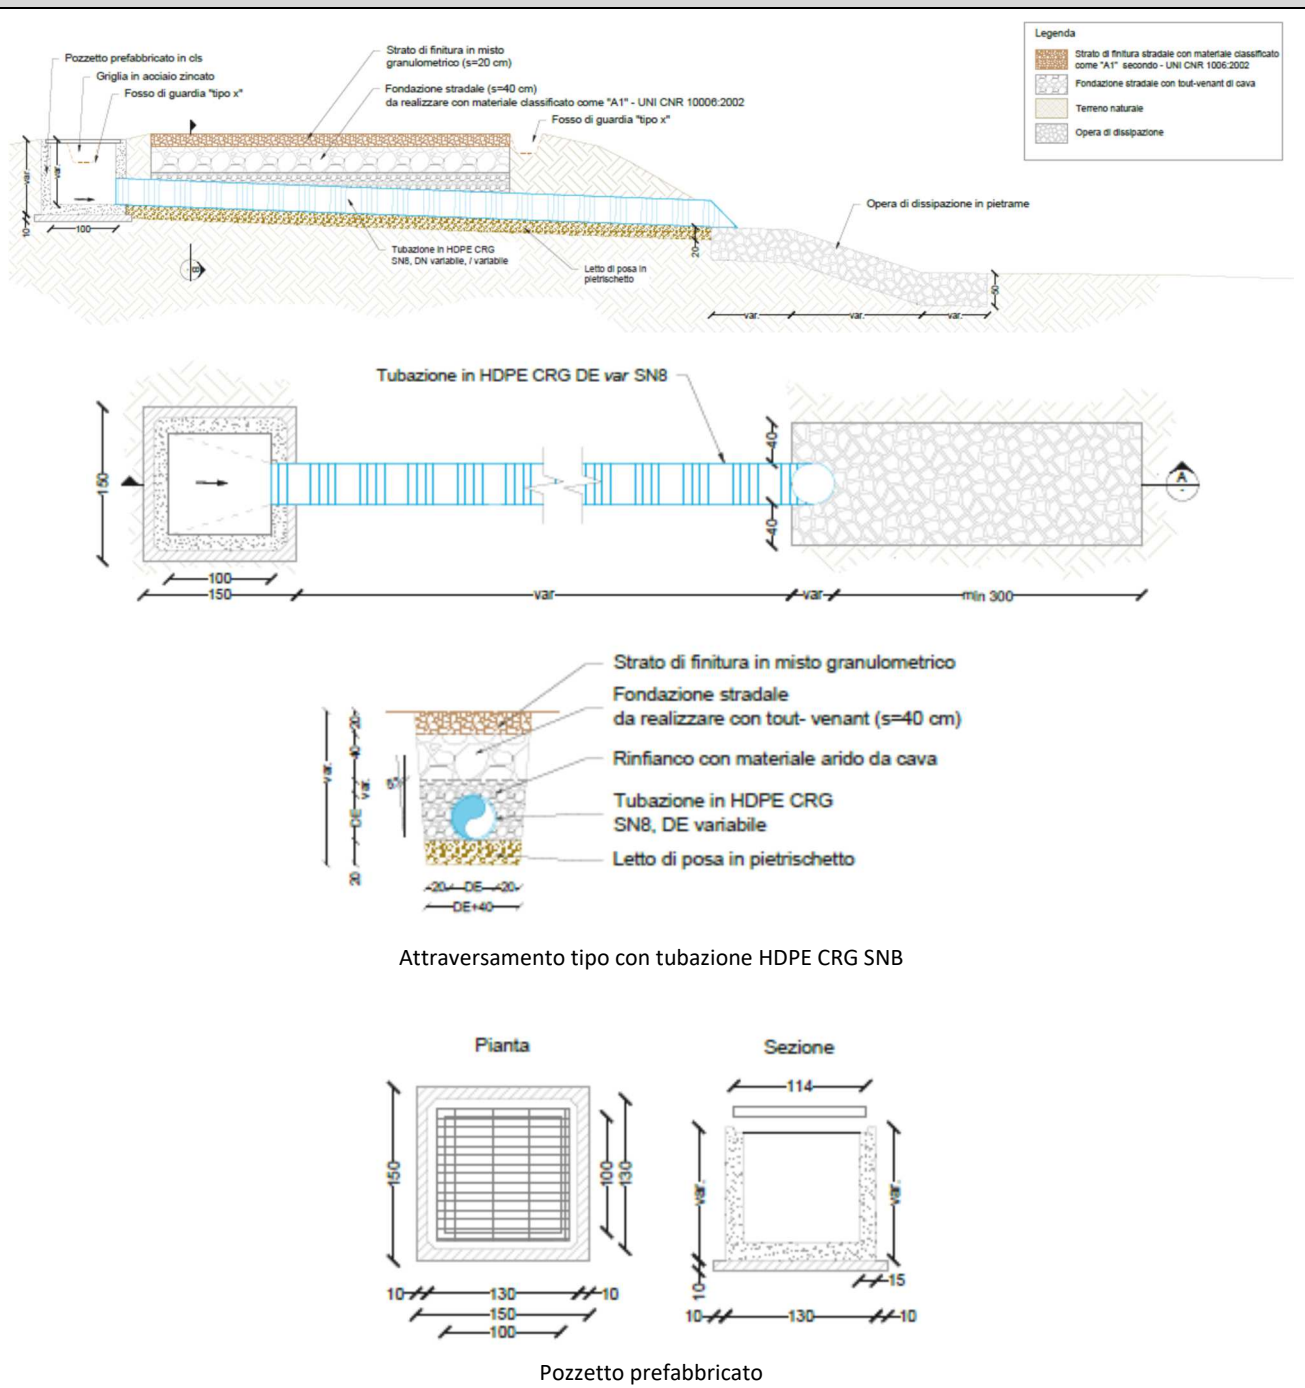 Legenda
Strato di finitura stradale con materiale classificato
come "A1" secondo - UNI CNR 1006:2002
Fondazione stradale con tout-venant di cava
Terreno naturale
Opera di dissipazione
Pozzetto prefabbricato in cls
Griglia in acciaio zincato
Fosso di guardia "tipo x"
Strato di finitura in misto
granulometrico (s=20 cm)
Fondazione stradale (s=40 cm)
da realizzare con materiale classificato come "A1" - UNI CNR 10006:2002
Fosso di guardia "tipo x"
var.
var.
10
100
B
Tubazione in HDPE CRG
SN8, DN variabile, / variabile
Letto di posa in
pietrischetto
20
Opera di dissipazione in pietrame
50
var.
var.
var.
Tubazione in HDPE CRG DE var SN8
150
40
40
A
100
150
var
var
min 300
Strato di finitura in misto granulometrico
Fondazione stradale
da realizzare con tout- venant (s=40 cm)
Rinfianco con materiale arido da cava
Tubazione in HDPE CRG
SN8, DE variabile
Letto di posa in pietrischetto
var.
20
40
var.
DE
20
20 DE 20
DE+40
Attraversamento tipo con tubazione HDPE CRG SNB
Pianta
Sezione
150
100
130
10 130 10
150
100
114
var.
var.
10
15
10 130 10
Pozzetto prefabbricato